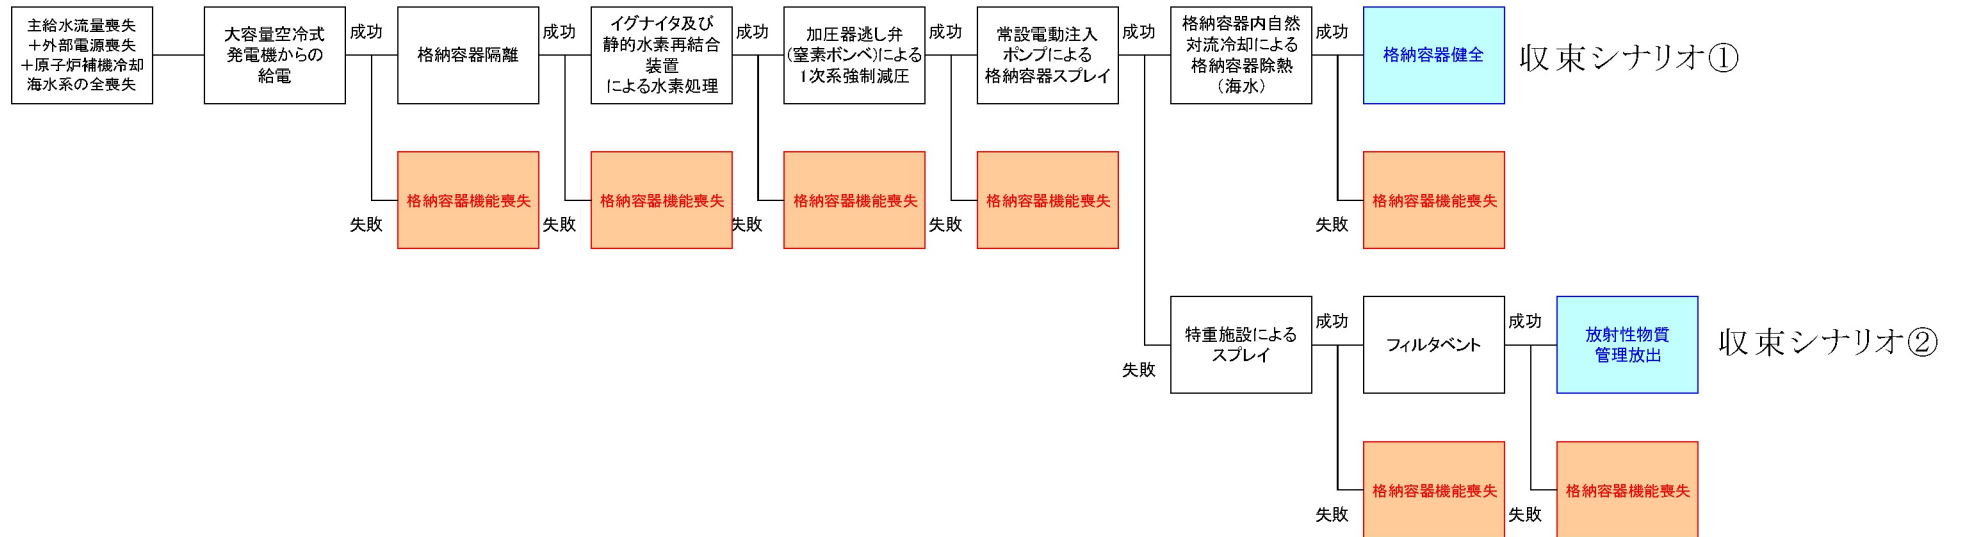 主給水流量喪失
＋外部電源喪失
＋原子炉補機冷却
海水系の全喪失
大容量空冷式
発電機からの
給電
成功
格納容器隔離
成功
イグナイタ及び
静的水素再結合
装置
による水素処理
成功
加圧器逃し弁
(窒素ボンベ)による
1次系強制減圧
成功
常設電動注入
ポンプによる
格納容器スプレイ
成功
格納容器内自然
対流冷却による
格納容器除熱
(海水)
成功
格納容器健全
収束シナリオ①
失敗
格納容器機能喪失
失敗
格納容器機能喪失
失敗
格納容器機能喪失
失敗
格納容器機能喪失
失敗
格納容器機能喪失
失敗
特重施設による
スプレイ
成功
フィルタベント
成功
放射性物質
管理放出
収束シナリオ②
失敗
格納容器機能喪失
失敗
格納容器機能喪失